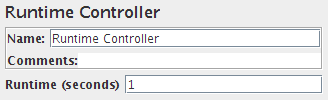 Runtime Controller
Name: Runtime Controller
Comments:
Runtime (seconds) 1